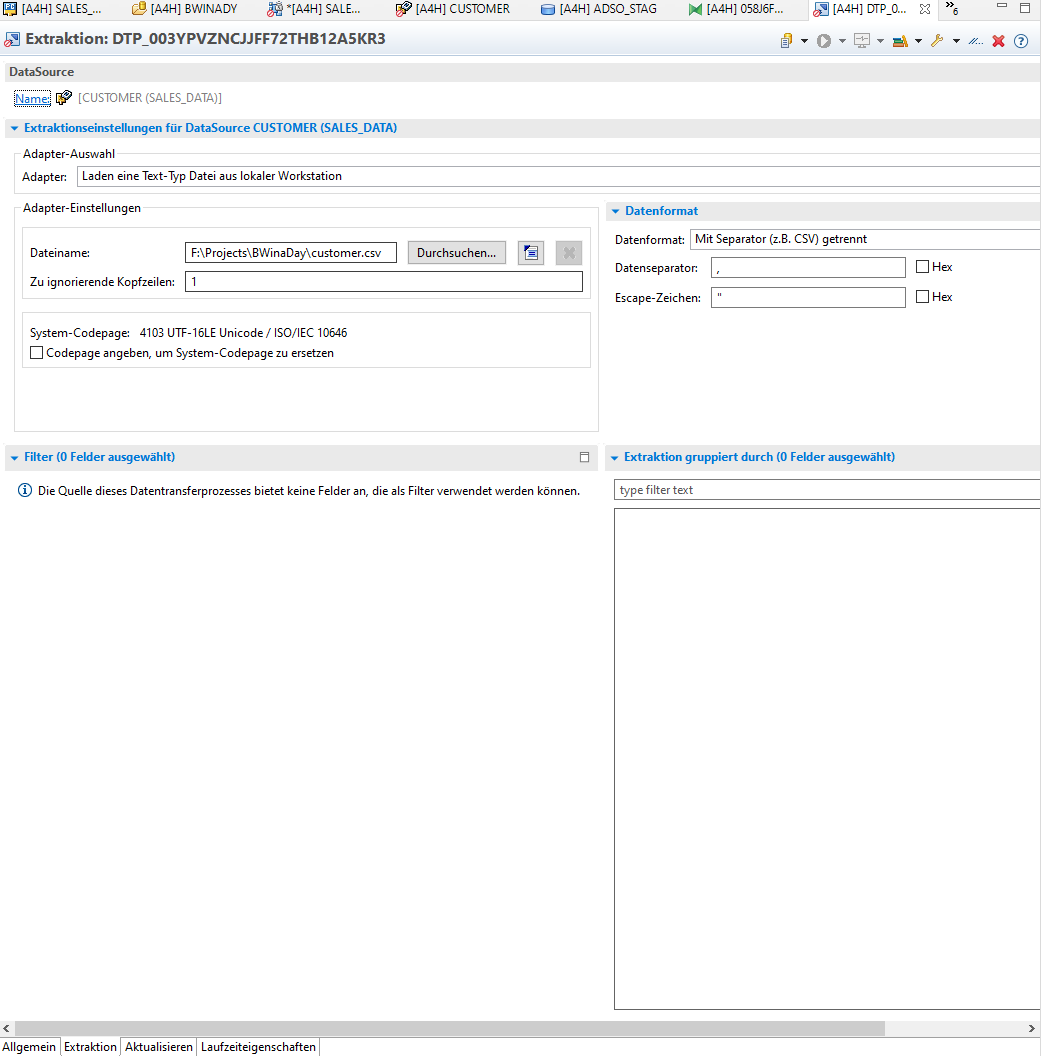 [A4H] SALES_... [A4H] BWINADY *[A4H] SALE... [A4H] CUSTOMER [A4H] ADSO_STAG [A4H] 058J6F... [A4H] DTP_0... »6
Extraktion: DTP_003YPVZNCJJFF72THB12A5KR3
DataSource
Name: [CUSTOMER (SALES_DATA)]
Extraktionseinstellungen für DataSource CUSTOMER (SALES_DATA)
Adapter-Auswahl
Adapter: Laden eine Text-Typ Datei aus lokaler Workstation
Adapter-Einstellungen
Dateiname: F:\Projects\BWinaDay\customer.csv Durchsuchen...
Zu ignorierende Kopfzeilen: 1
System-Codepage: 4103 UTF-16LE Unicode / ISO/IEC 10646
Codepage angeben, um System-Codepage zu ersetzen
Datenformat
Datenformat: Mit Separator (z.B. CSV) getrennt
Datenseparator: , Hex
Escape-Zeichen: " Hex
Filter (0 Felder ausgewählt)
Die Quelle dieses Datentransferprozesses bietet keine Felder an, die als Filter verwendet werden können.
Extraktion gruppiert durch (0 Felder ausgewählt)
type filter text
Allgemein Extraktion Aktualisieren Laufzeiteigenschaften